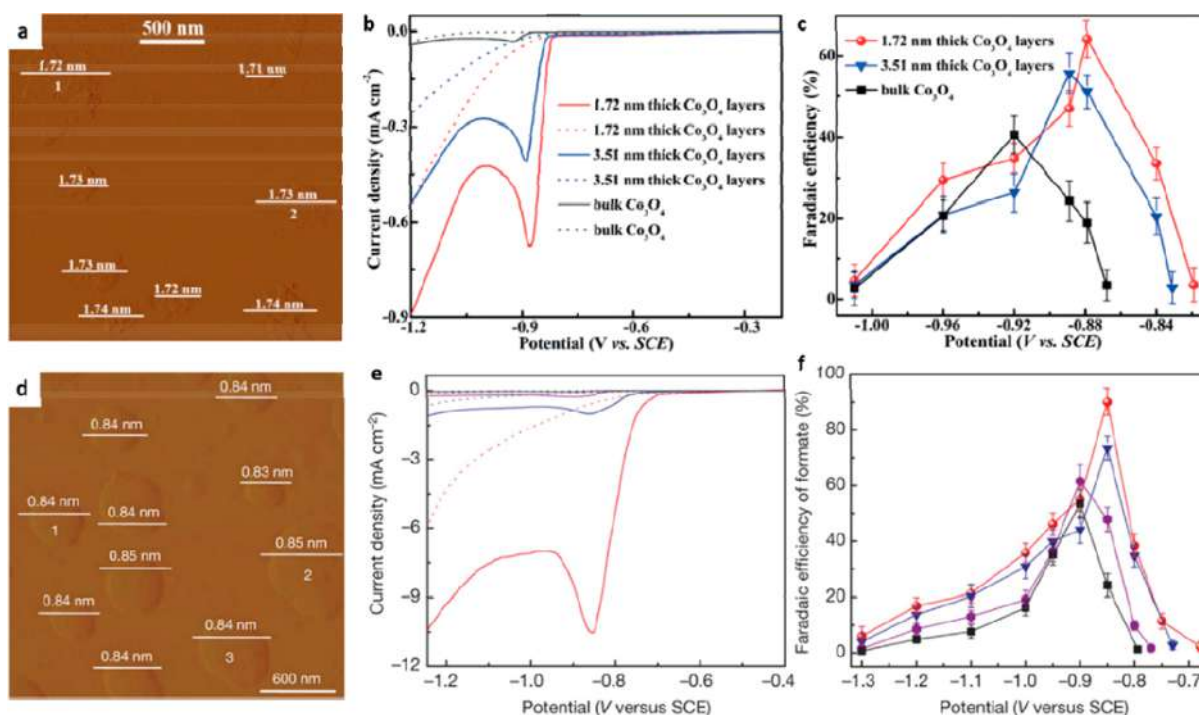 a
500 nm
1.72 nm
1
1.71 nm
1.73 nm
1.73 nm
2
1.73 nm
1.72 nm
1.74 nm
1.74 nm
b
0.0
-0.3
-0.6
-0.9
Current density (mA cm⁻²)
1.72 nm thick Co₃O₄ layers
1.72 nm thick Co₃O₄ layers
3.51 nm thick Co₃O₄ layers
3.51 nm thick Co₃O₄ layers
bulk Co₃O₄
bulk Co₃O₄
-1.2
-0.9
-0.6
-0.3
Potential (V vs. SCE)
c
1.72 nm thick Co₃O₄ layers
3.51 nm thick Co₃O₄ layers
bulk Co₃O₄
60
40
20
0
Faradaic efficiency (%)
-1.00
-0.96
-0.92
-0.88
-0.84
Potential (V vs. SCE)
d
0.84 nm
0.84 nm
0.83 nm
0.84 nm
1
0.84 nm
0.85 nm
0.85 nm
2
0.84 nm
0.84 nm
3
0.84 nm
600 nm
e
0
−3
−6
−9
−12
Current density (mA cm⁻²)
−1.2
−1.0
−0.8
−0.6
−0.4
Potential (V versus SCE)
f
100
80
60
40
20
0
Faradaic efficiency of formate (%)
−1.3
−1.2
−1.1
−1.0
−0.9
−0.8
−0.7
Potential (V versus SCE)